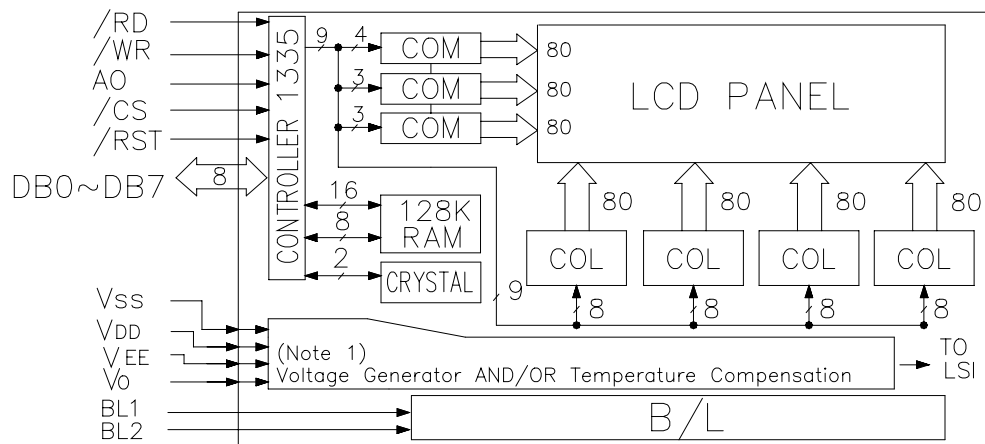 /RD
/WR
AO
/CS
/RST
DB0~DB7
8
CONTROLLER 1335
9
4
COM
80
3
COM
80
3
COM
80
LCD PANEL
16
8
128K
RAM
2
CRYSTAL
80
80
80
80
COL
COL
COL
COL
9
8
8
8
8
VSS
VDD
VEE
VO
(Note 1)
Voltage Generator AND/OR Temperature Compensation
TO
LSI
BL1
BL2
B/L